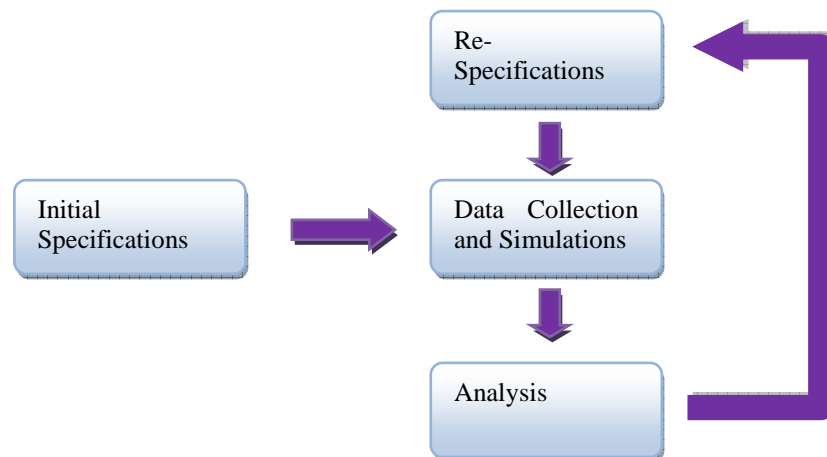 Re-
Specifications
Initial
Specifications
Data Collection
and Simulations
Analysis